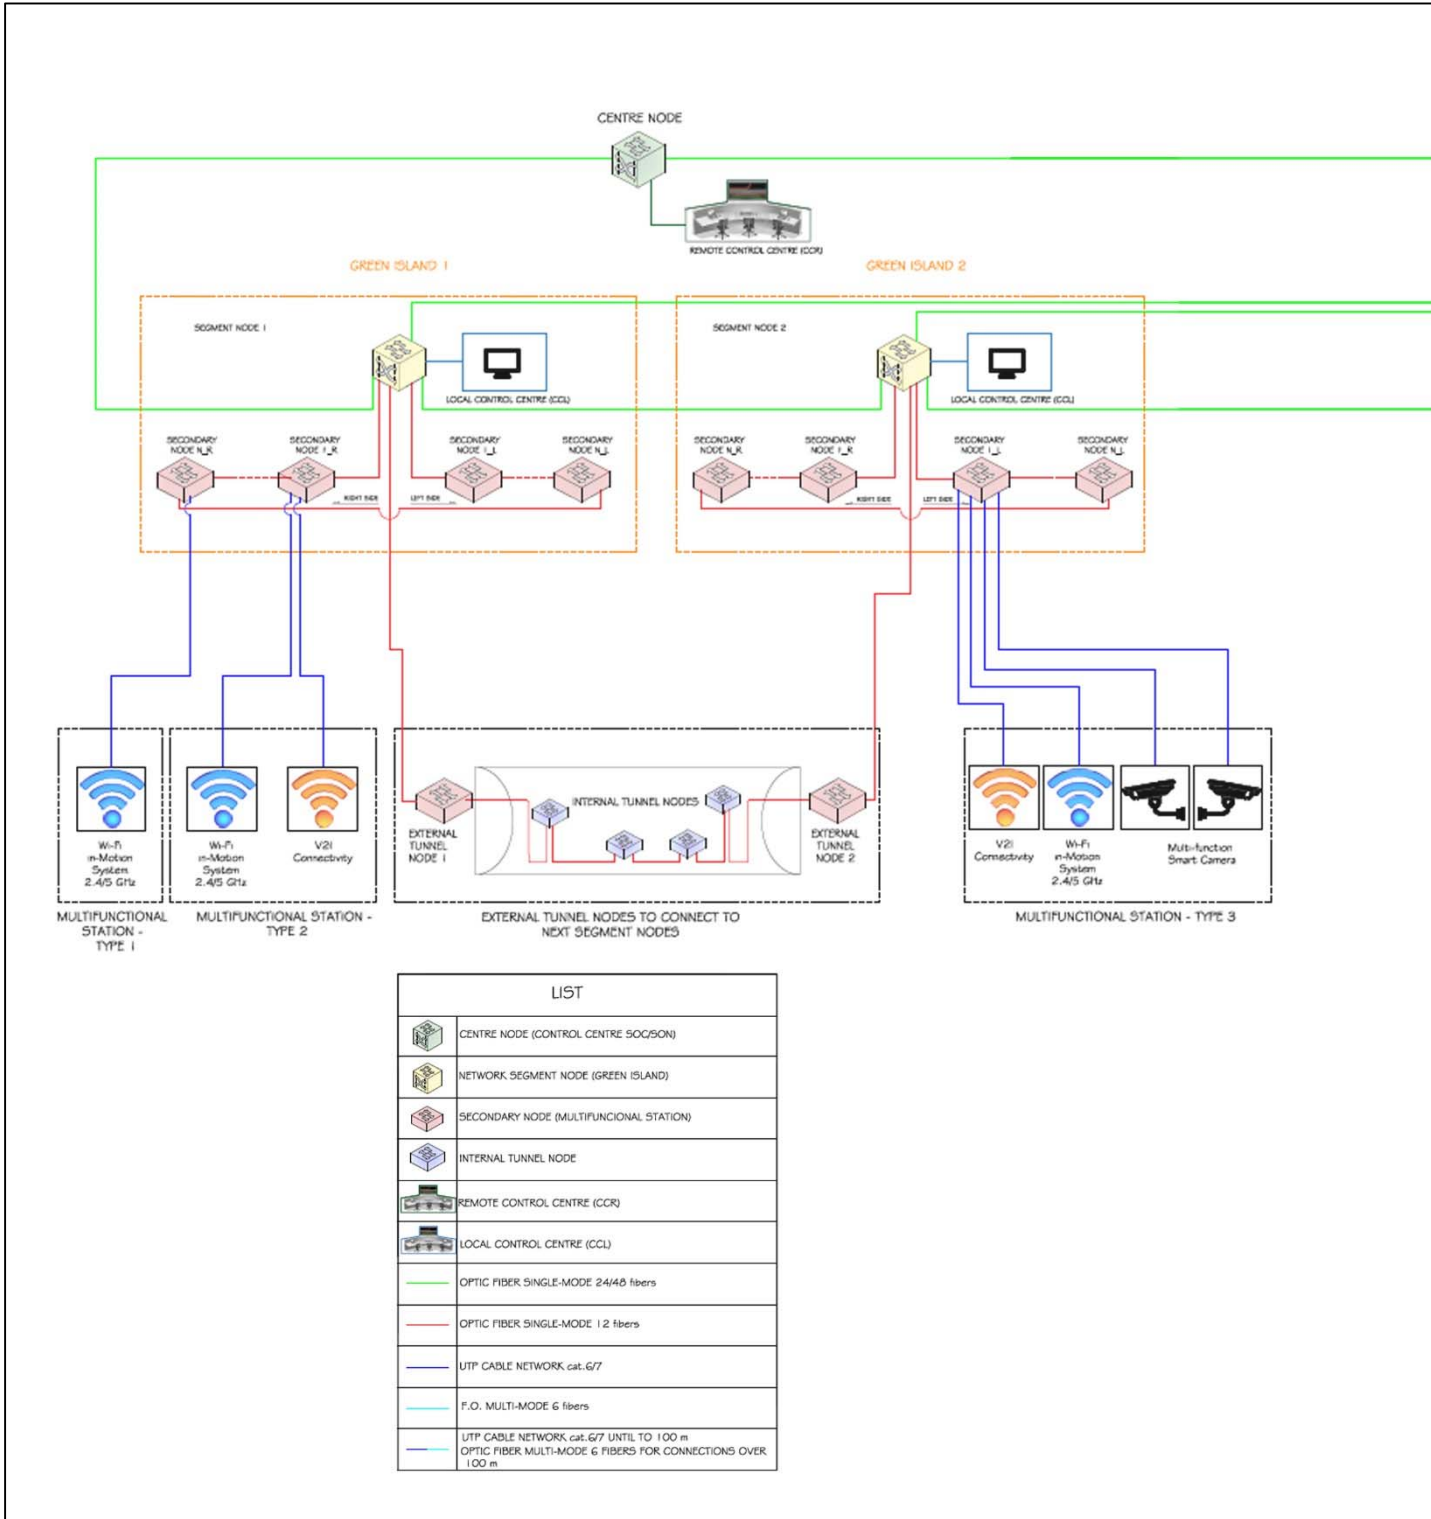 CENTRE NODE
REMOTE CONTROL CENTRE (CCR)
GREEN ISLAND 1
GREEN ISLAND 2
SEGMENT NODE 1
LOCAL CONTROL CENTRE (CCL)
SEGMENT NODE 2
LOCAL CONTROL CENTRE (CCL)
SECONDARY
NODE N_R
SECONDARY
NODE 1_R
SECONDARY
NODE 1_L
SECONDARY
NODE N_L
RIGHT SIDE
LEFT SIDE
SECONDARY
NODE N_R
SECONDARY
NODE 1_R
SECONDARY
NODE 1_L
SECONDARY
NODE N_L
RIGHT SIDE
LEFT SIDE
Wi-Fi
in-Motion
System
2.4/5 GHz
Wi-Fi
in-Motion
System
2.4/5 GHz
V2I
Connectivity
EXTERNAL
TUNNEL
NODE 1
INTERNAL TUNNEL NODES
EXTERNAL
TUNNEL
NODE 2
V2I
Connectivity
Wi-Fi
in-Motion
System
2.4/5 GHz
Multi-function
Smart Camera
MULTIFUNCTIONAL
STATION -
TYPE 1
MULTIFUNCTIONAL STATION -
TYPE 2
EXTERNAL TUNNEL NODES TO CONNECT TO
NEXT SEGMENT NODES
MULTIFUNCTIONAL STATION - TYPE 3
LIST
CENTRE NODE (CONTROL CENTRE SOC/SON)
NETWORK SEGMENT NODE (GREEN ISLAND)
SECONDARY NODE (MULTIFUNCIONAL STATION)
INTERNAL TUNNEL NODE
REMOTE CONTROL CENTRE (CCR)
LOCAL CONTROL CENTRE (CCL)
OPTIC FIBER SINGLE-MODE 24/48 fibers
OPTIC FIBER SINGLE-MODE 12 fibers
UTP CABLE NETWORK cat.6/7
F.O. MULTI-MODE 6 fibers
UTP CABLE NETWORK cat.6/7 UNTIL TO 100 m
OPTIC FIBER MULTI-MODE 6 FIBERS FOR CONNECTIONS OVER
100 m